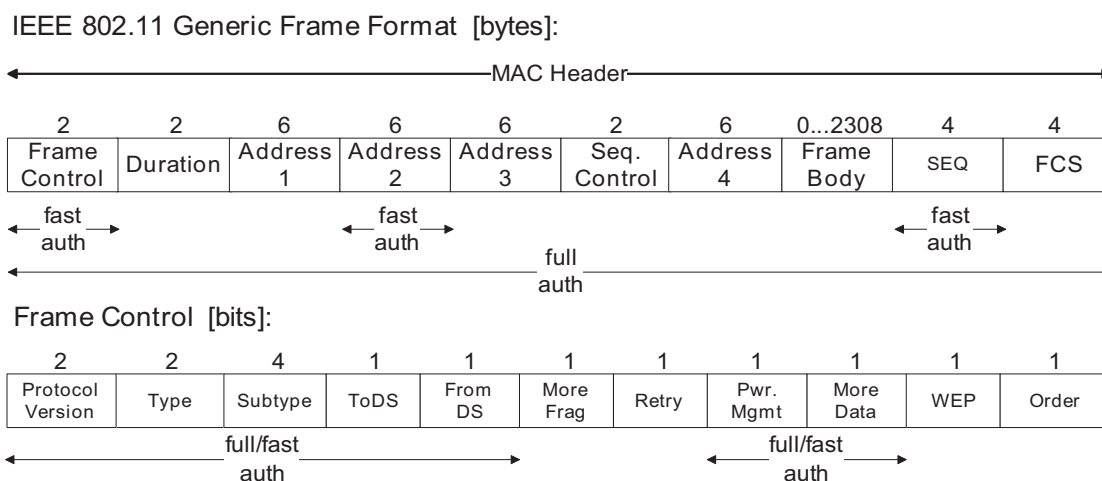 IEEE 802.11 Generic Frame Format [bytes]:
MAC Header
2 2 6 6 6 2 6 0...2308 4 4
Frame Control Duration Address 1 Address 2 Address 3 Seq. Control Address 4 Frame Body SEQ FCS
fast auth fast auth fast auth
full auth
Frame Control [bits]:
2 2 4 1 1 1 1 1 1 1 1
Protocol Version Type Subtype ToDS From DS More Frag Retry Pwr. Mgmt More Data WEP Order
full/fast auth full/fast auth